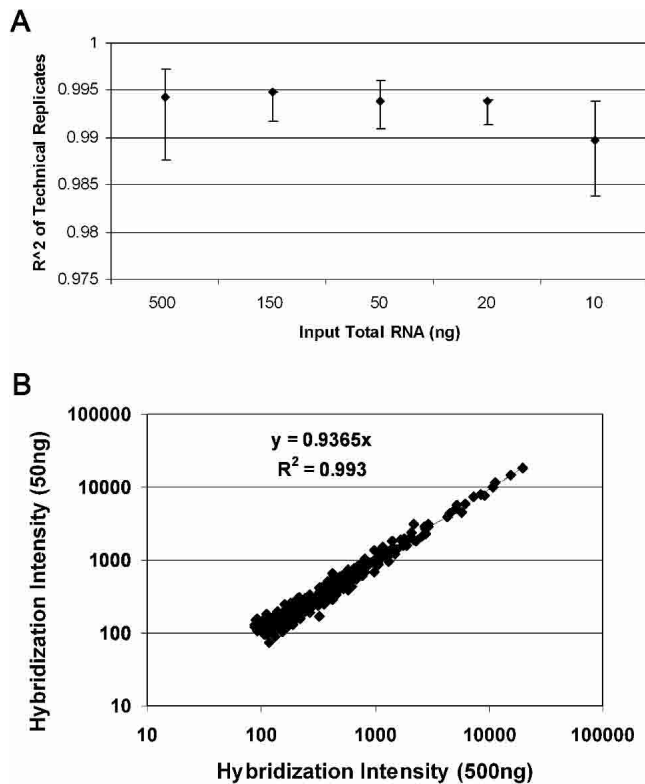 A
R^2 of Technical Replicates
1
0.995
0.99
0.985
0.98
0.975
500 150 50 20 10
Input Total RNA (ng)
B
Hybridization Intensity (50ng)
100000
10000
1000
100
10
y = 0.9365x
R² = 0.993
10 100 1000 10000 100000
Hybridization Intensity (500ng)